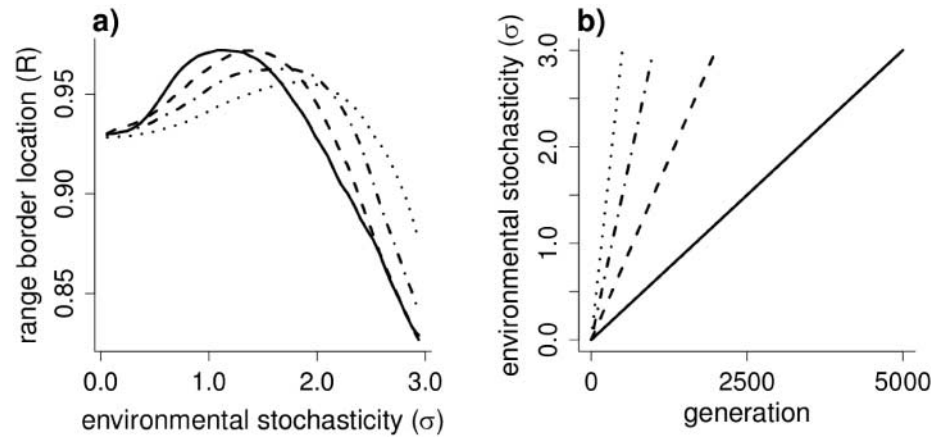 a)
range border location (R)
0.95
0.90
0.85
0.0 1.0 2.0 3.0
environmental stochasticity (σ)
b)
environmental stochasticity (σ)
3.0
2.0
1.0
0.0
0 2500 5000
generation